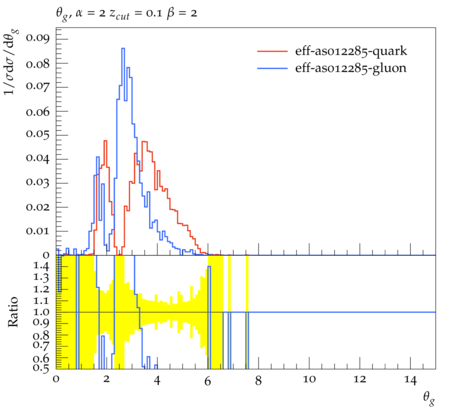 θg, α = 2 zcut = 0.1 β = 2
1/σdσ/dθg
0.09
0.08
0.07
0.06
0.05
0.04
0.03
0.02
0.01
0
eff-as012285-quark
eff-as012285-gluon
Ratio
1.4
1.3
1.2
1.1
1.0
0.9
0.8
0.7
0.6
0.5
0 2 4 6 8 10 12 14
θg